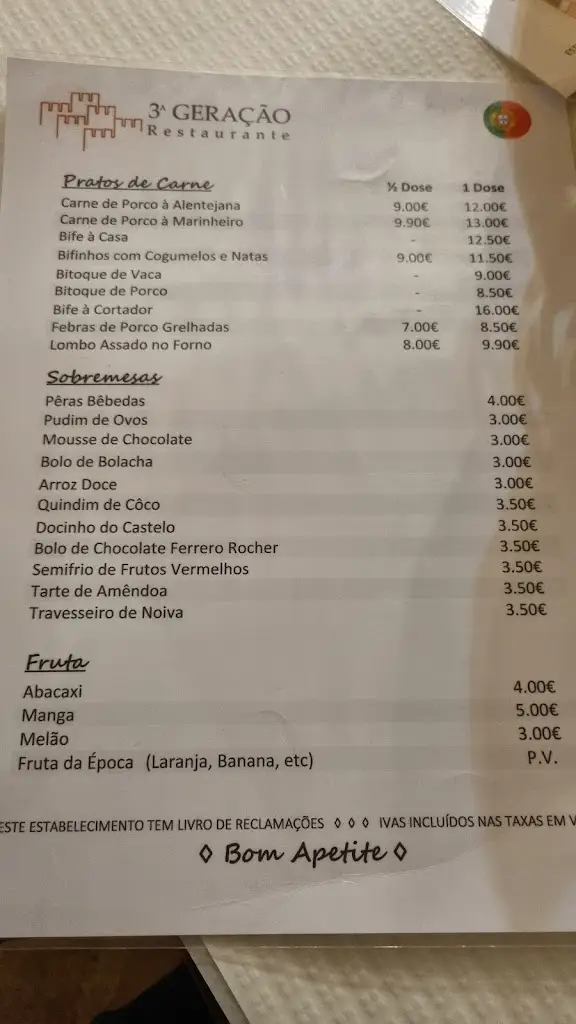 3ª GERAÇÃO
Restaurante
Pratos de Carne ½ Dose 1 Dose
Carne de Porco à Alentejana 9.00€ 12.00€
Carne de Porco à Marinheiro 9.90€ 13.00€
Bife à Casa - 12.50€
Bifinhos com Cogumelos e Natas 9.00€ 11.50€
Bitoque de Vaca - 9.00€
Bitoque de Porco - 8.50€
Bife à Cortador - 16.00€
Febras de Porco Grelhadas 7.00€ 8.50€
Lombo Assado no Forno 8.00€ 9.90€
Sobremesas
Pêras Bêbedas 4.00€
Pudim de Ovos 3.00€
Mousse de Chocolate 3.00€
Bolo de Bolacha 3.00€
Arroz Doce 3.00€
Quindim de Côco 3.50€
Docinho do Castelo 3.50€
Bolo de Chocolate Ferrero Rocher 3.50€
Semifrio de Frutos Vermelhos 3.50€
Tarte de Amêndoa 3.50€
Travesseiro de Noiva 3.50€
Fruta
Abacaxi 4.00€
Manga 5.00€
Melão 3.00€
Fruta da Época (Laranja, Banana, etc) P.V.
ESTE ESTABELECIMENTO TEM LIVRO DE RECLAMAÇÕES ◊ ◊ ◊ IVAS INCLUÍDOS NAS TAXAS EM V
◊ Bom Apetite ◊